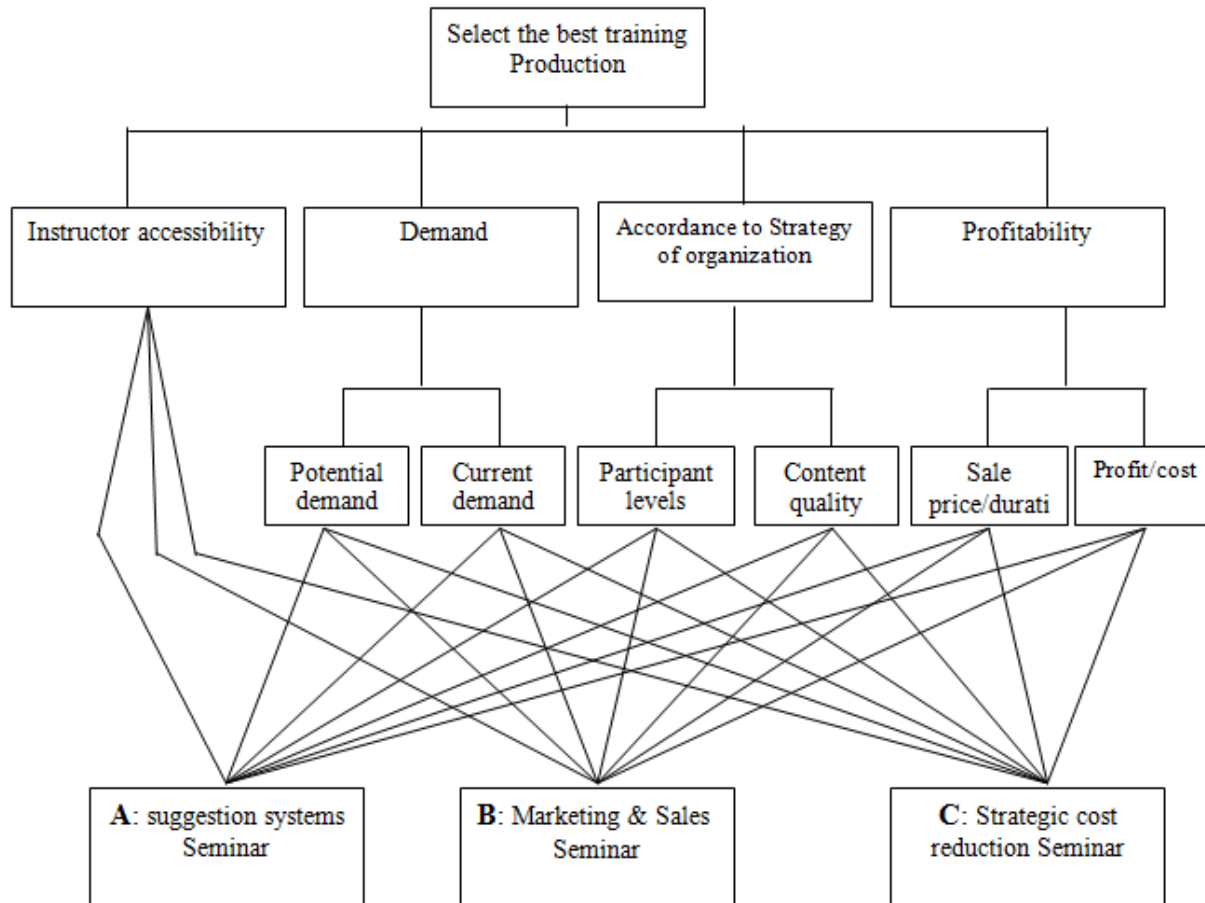 Select the best training
Production
Instructor accessibility
Demand
Accordance to Strategy
of organization
Profitability
Potential
demand
Current
demand
Participant
levels
Content
quality
Sale
price/durati
Profit/cost
A: suggestion systems
Seminar
B: Marketing & Sales
Seminar
C: Strategic cost
reduction Seminar